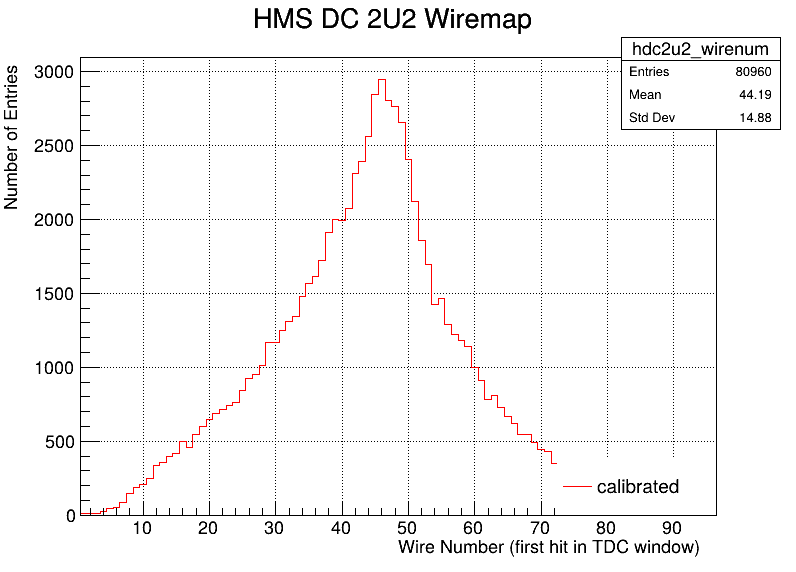 HMS DC 2U2 Wiremap
hdc2u2_wirenum
Entries 80960
Mean 44.19
Std Dev 14.88
Number of Entries
3000
2500
2000
1500
1000
500
0
calibrated
10 20 30 40 50 60 70 80 90
Wire Number (first hit in TDC window)